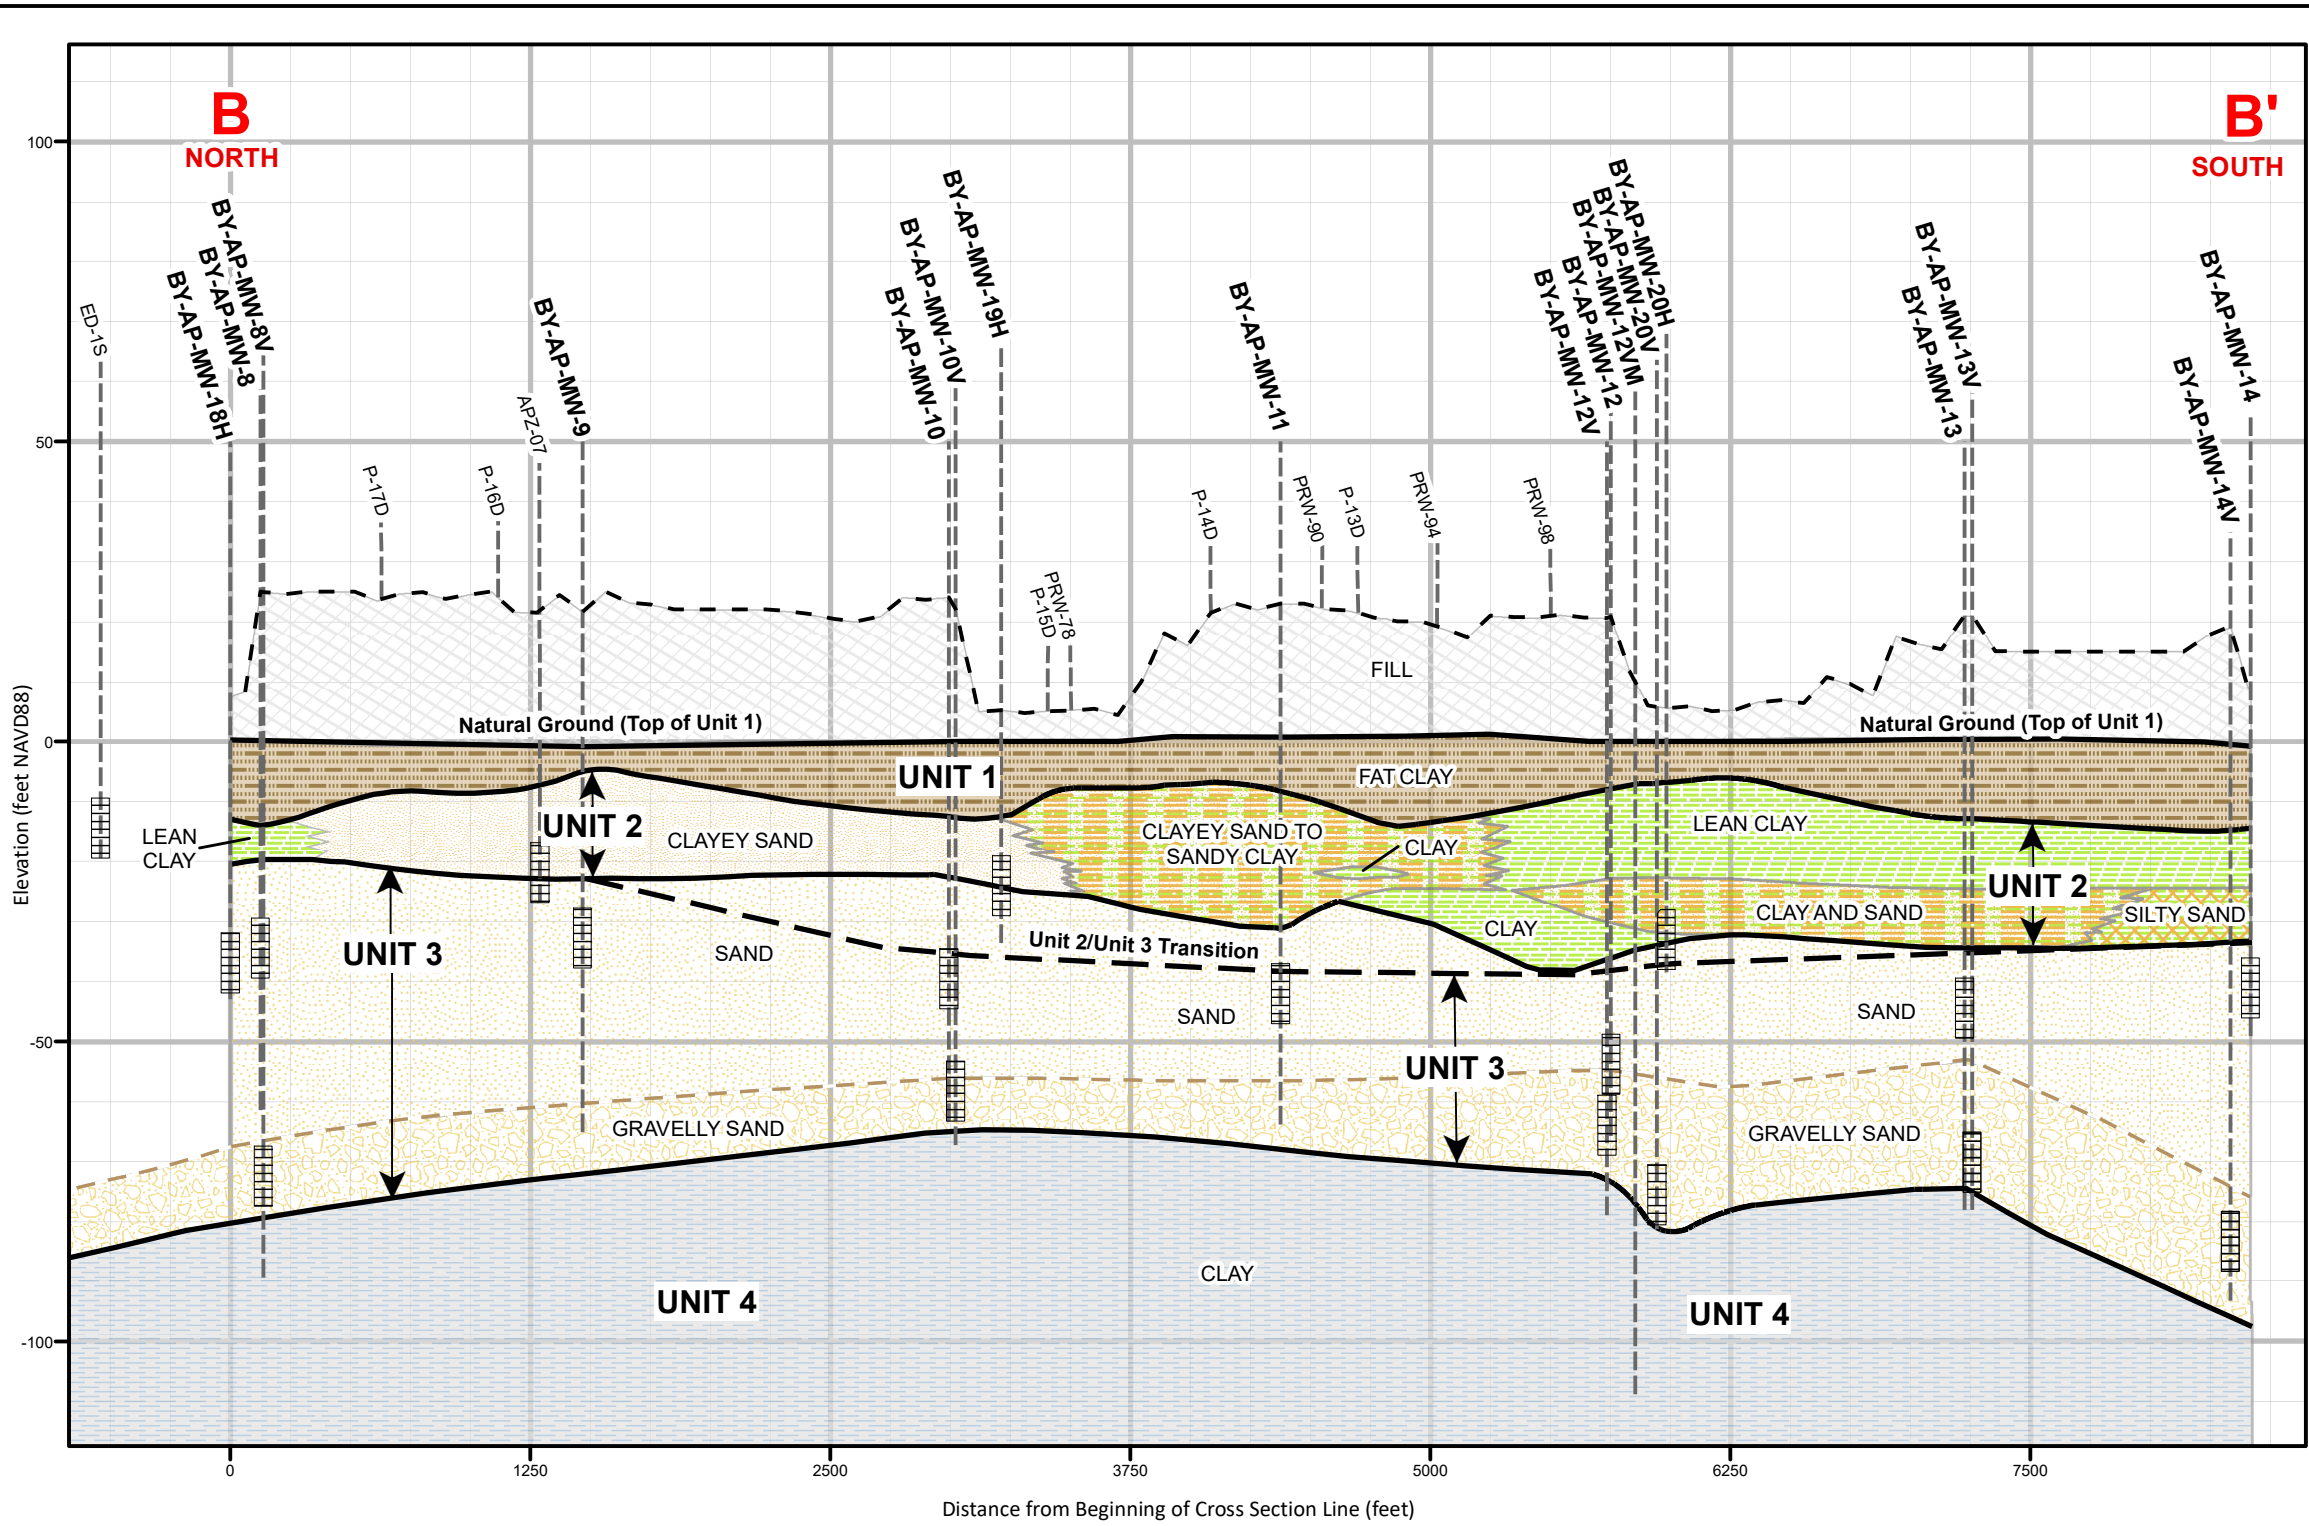 B
NORTH
B'
SOUTH
ED-1S
BY-AP-MW-18H
BY-AP-MW-8
BY-AP-MW-8V
P-17D
P-16D
APZ-07
BY-AP-MW-9
BY-AP-MW-10
BY-AP-MW-10V
BY-AP-MW-19H
P-15D
PRW-78
P-14D
BY-AP-MW-11
PRW-90
P-13D
PRW-94
PRW-98
BY-AP-MW-12V
BY-AP-MW-12
BY-AP-MW-12VM
BY-AP-MW-20V
BY-AP-MW-20H
BY-AP-MW-13
BY-AP-MW-13V
BY-AP-MW-14V
BY-AP-MW-14
100
50
0
-50
-100
Elevation (feet NAVD88)
FILL
Natural Ground (Top of Unit 1)
Natural Ground (Top of Unit 1)
UNIT 1
FAT CLAY
LEAN
CLAY
UNIT 2
CLAYEY SAND
CLAYEY SAND TO
SANDY CLAY
CLAY
LEAN CLAY
UNIT 2
CLAY AND SAND
SILTY SAND
CLAY
UNIT 3
SAND
Unit 2/Unit 3 Transition
SAND
SAND
UNIT 3
GRAVELLY SAND
GRAVELLY SAND
CLAY
UNIT 4
UNIT 4
0
1250
2500
3750
5000
6250
7500
Distance from Beginning of Cross Section Line (feet)